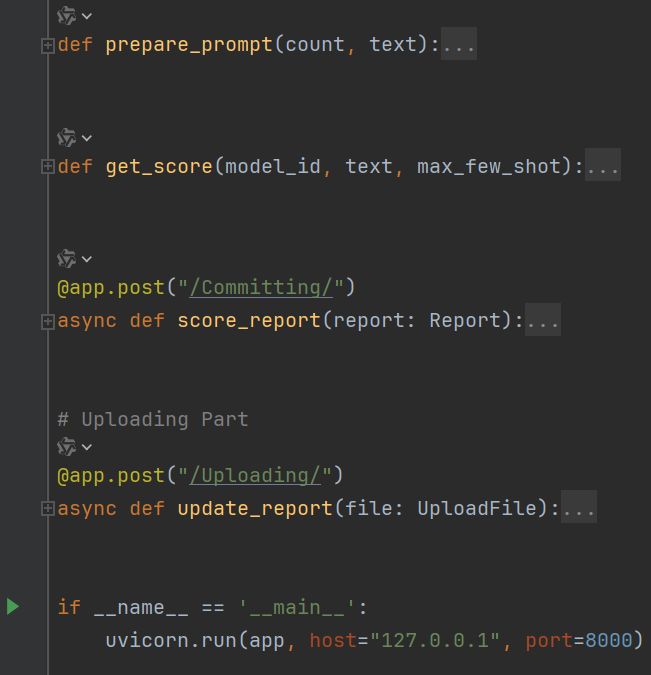 def prepare_prompt(count, text):...
def get_score(model_id, text, max_few_shot):...
@app.post("/Committing/")
async def score_report(report: Report):...
# Uploading Part
@app.post("/Uploading/")
async def update_report(file: UploadFile):...
if __name__ == '__main__':
    uvicorn.run(app, host="127.0.0.1", port=8000)